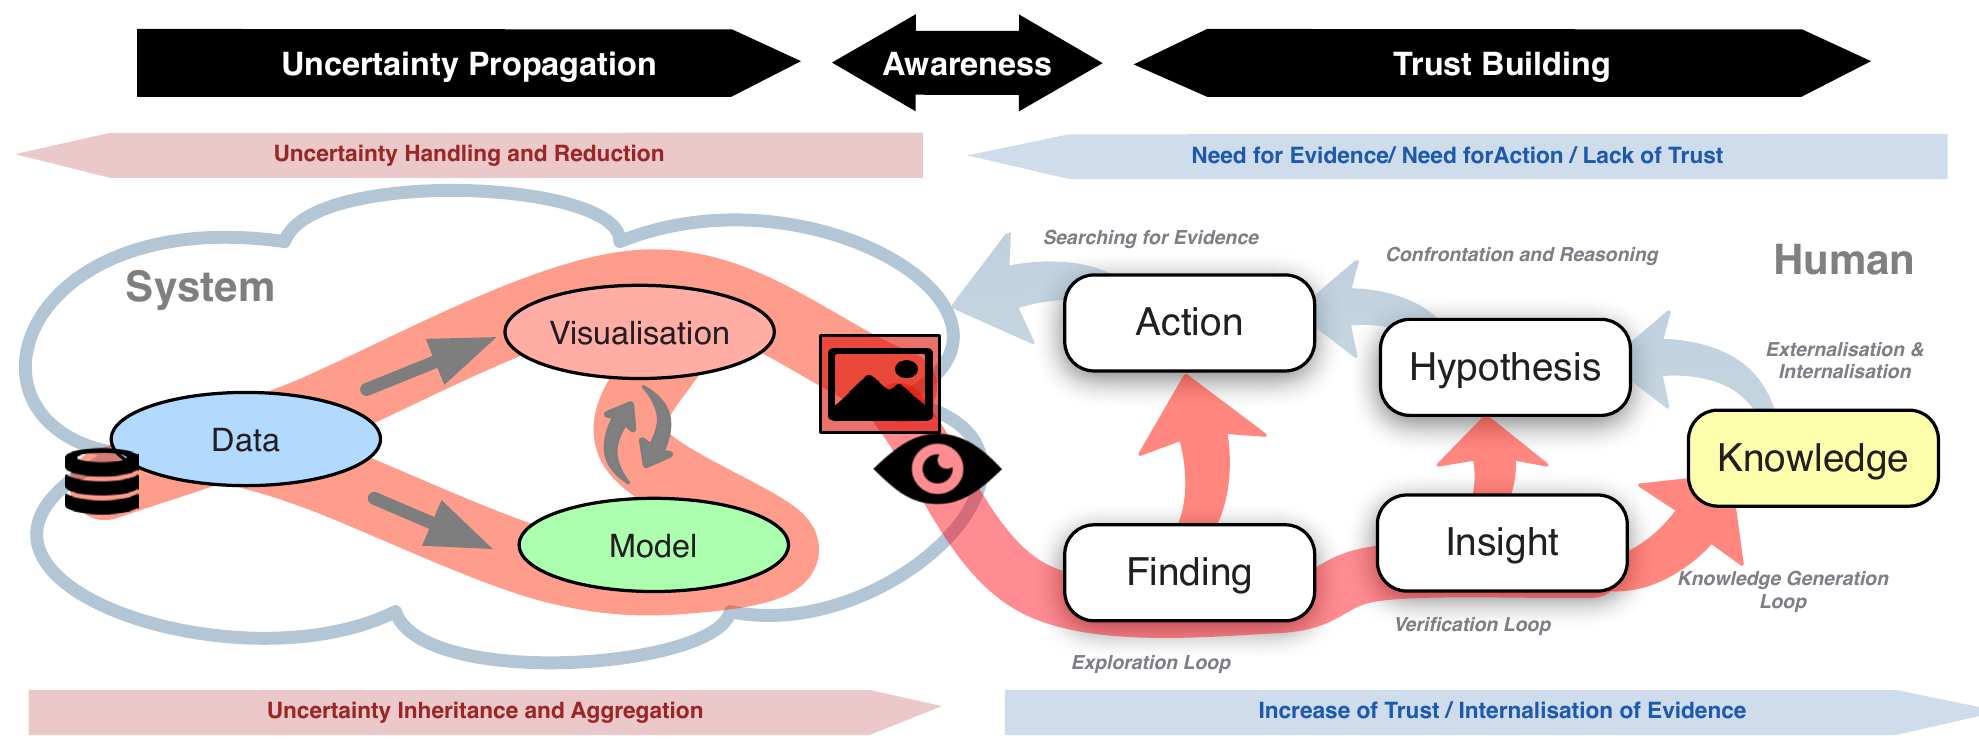 Uncertainty Propagation
Awareness
Trust Building
Uncertainty Handling and Reduction
Need for Evidence/ Need forAction / Lack of Trust
System
Human
Searching for Evidence
Confrontation and Reasoning
Externalisation &
Internalisation
Visualisation
Data
Model
Action
Hypothesis
Knowledge
Finding
Insight
Knowledge Generation
Loop
Verification Loop
Exploration Loop
Uncertainty Inheritance and Aggregation
Increase of Trust / Internalisation of Evidence